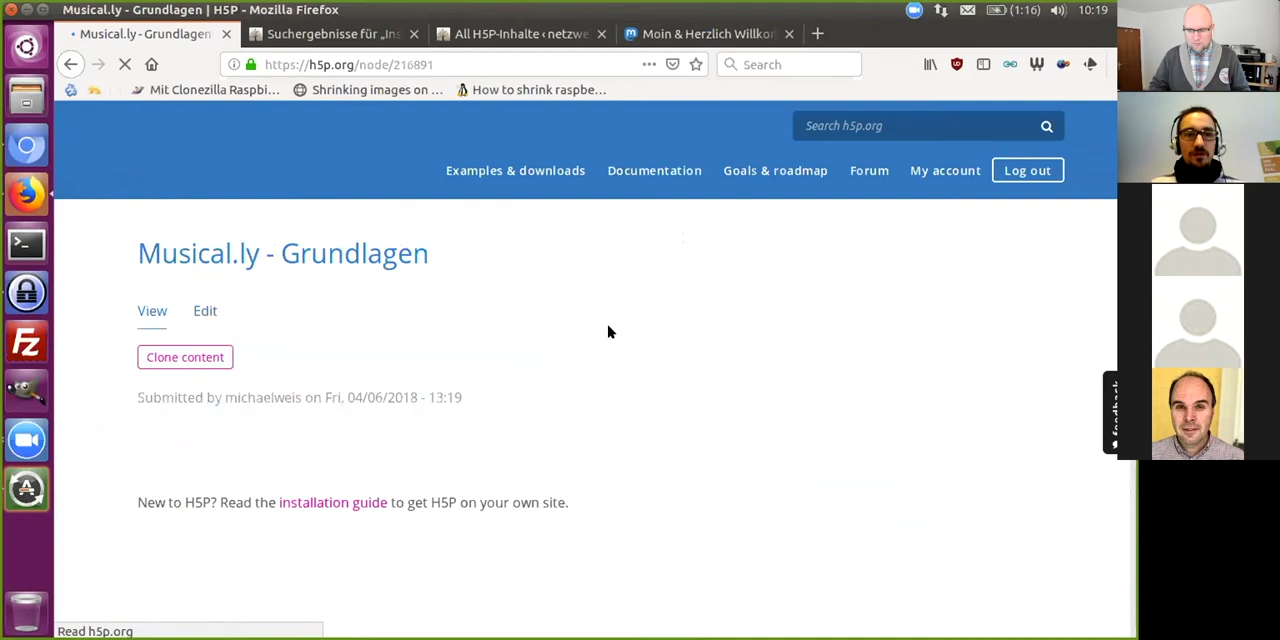 Musical.ly - Grundlagen | H5P - Mozilla Firefox
(1:16)
10:19
Musical.ly - Grundlagen
Suchergebnisse für „Ins
All H5P-Inhalte ‹ netzwe
Moin & Herzlich Willkor
https://h5p.org/node/216891
Search
Mit Clonezilla Raspbi...
Shrinking images on ...
How to shrink raspbe...
Search h5p.org
Examples & downloads
Documentation
Goals & roadmap
Forum
My account
Log out
Musical.ly - Grundlagen
View
Edit
Clone content
Submitted by michaelweis on Fri, 04/06/2018 - 13:19
feedback
New to H5P? Read the installation guide to get H5P on your own site.
Read h5p.org